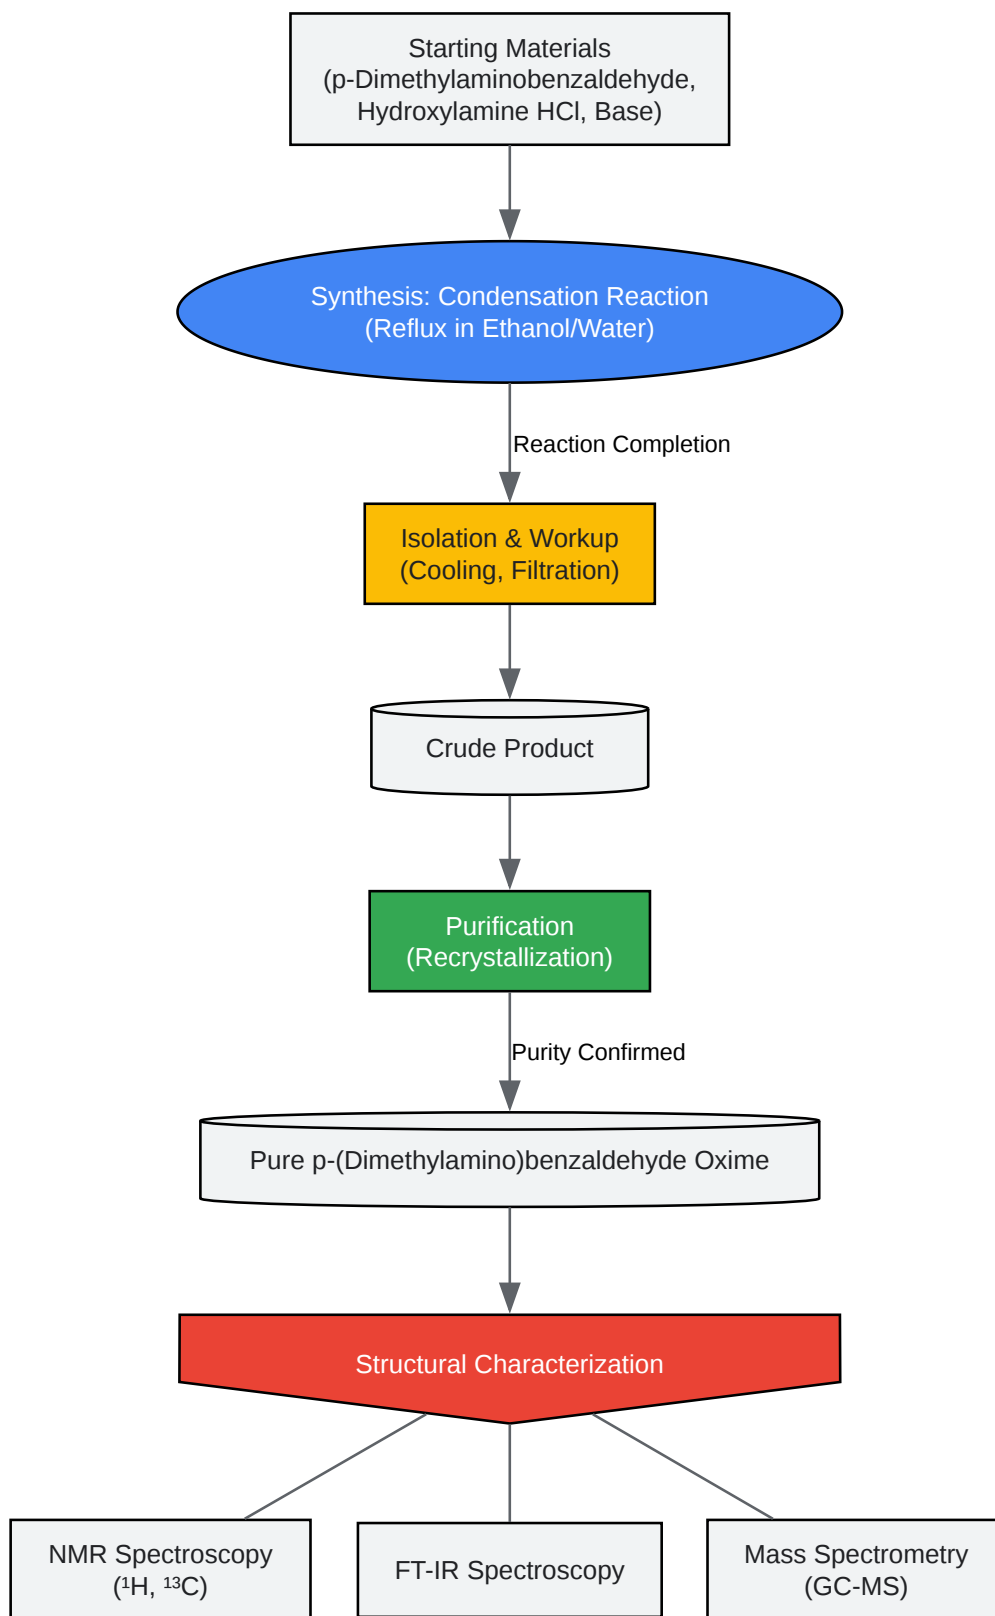 Starting Materials
(p-Dimethylaminobenzaldehyde,
Hydroxylamine HCl, Base)
Synthesis: Condensation Reaction
(Reflux in Ethanol/Water)
Reaction Completion
Isolation & Workup
(Cooling, Filtration)
Crude Product
Purification
(Recrystallization)
Purity Confirmed
Pure p-(Dimethylamino)benzaldehyde Oxime
Structural Characterization
NMR Spectroscopy
(¹H, ¹³C)
FT-IR Spectroscopy
Mass Spectrometry
(GC-MS)